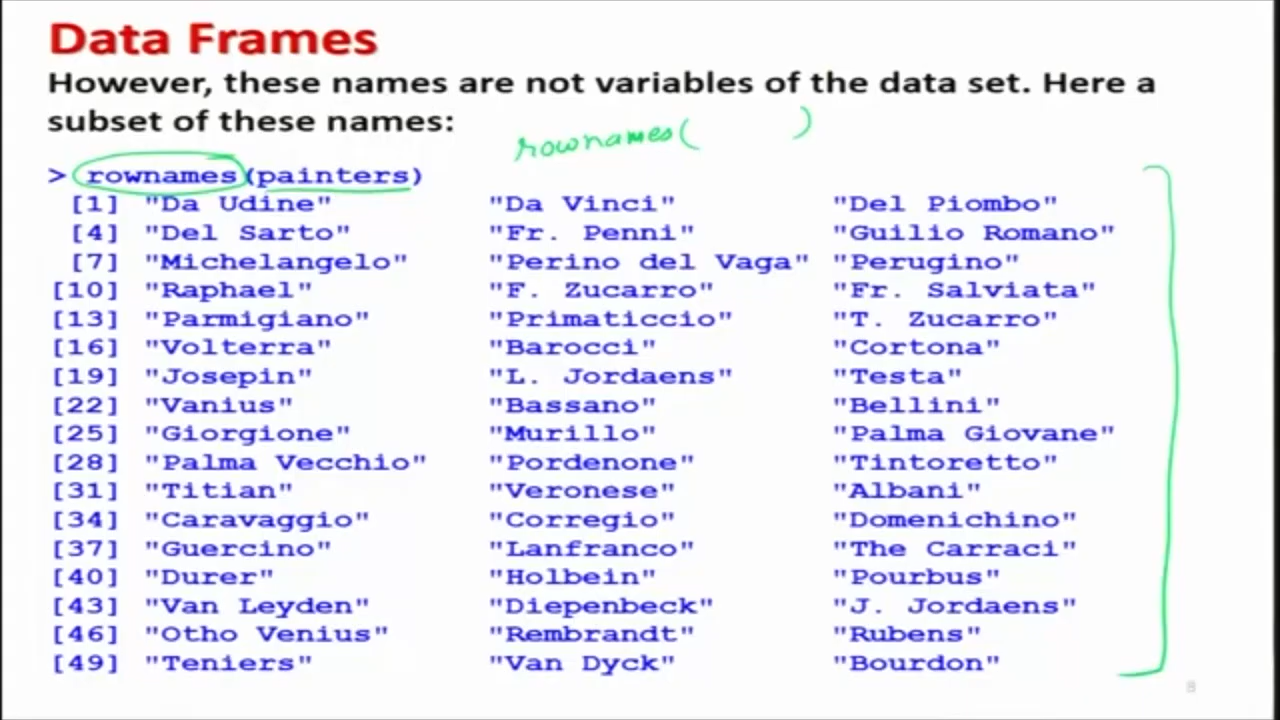 Data Frames
However, these names are not variables of the data set. Here a
subset of these names:
rownames( )
> rownames(painters)
[1] "Da Udine" "Da Vinci" "Del Piombo"
[4] "Del Sarto" "Fr. Penni" "Guilio Romano"
[7] "Michelangelo" "Perino del Vaga" "Perugino"
[10] "Raphael" "F. Zucarro" "Fr. Salviata"
[13] "Parmigiano" "Primaticcio" "T. Zucarro"
[16] "Volterra" "Barocci" "Cortona"
[19] "Josepin" "L. Jordaens" "Testa"
[22] "Vanius" "Bassano" "Bellini"
[25] "Giorgione" "Murillo" "Palma Giovane"
[28] "Palma Vecchio" "Pordenone" "Tintoretto"
[31] "Titian" "Veronese" "Albani"
[34] "Caravaggio" "Corregio" "Domenichino"
[37] "Guercino" "Lanfranco" "The Carraci"
[40] "Durer" "Holbein" "Pourbus"
[43] "Van Leyden" "Diepenbeck" "J. Jordaens"
[46] "Otho Venius" "Rembrandt" "Rubens"
[49] "Teniers" "Van Dyck" "Bourdon"
8